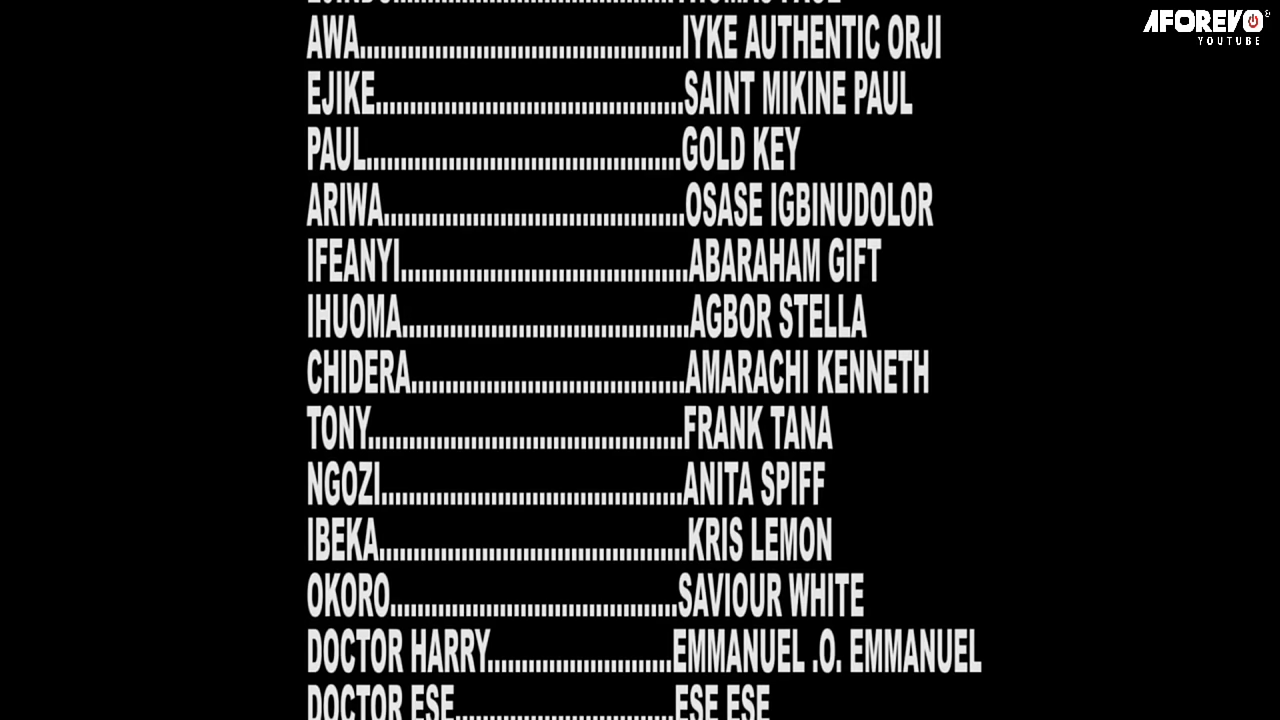 AFOREVO
YOUTUBE
AWA................................................IYKE AUTHENTIC ORJI
EJIKE..............................................SAINT MIKINE PAUL
PAUL...............................................GOLD KEY
ARIWA.............................................OSASE IGBINUDOLOR
IFEANYI...........................................ABARAHAM GIFT
IHUOMA...........................................AGBOR STELLA
CHIDERA.........................................AMARACHI KENNETH
TONY...............................................FRANK TANA
NGOZI.............................................ANITA SPIFF
IBEKA..............................................KRIS LEMON
OKORO...........................................SAVIOUR WHITE
DOCTOR HARRY...........................EMMANUEL .O. EMMANUEL
DOCTOR ESE.................................ESE ESE